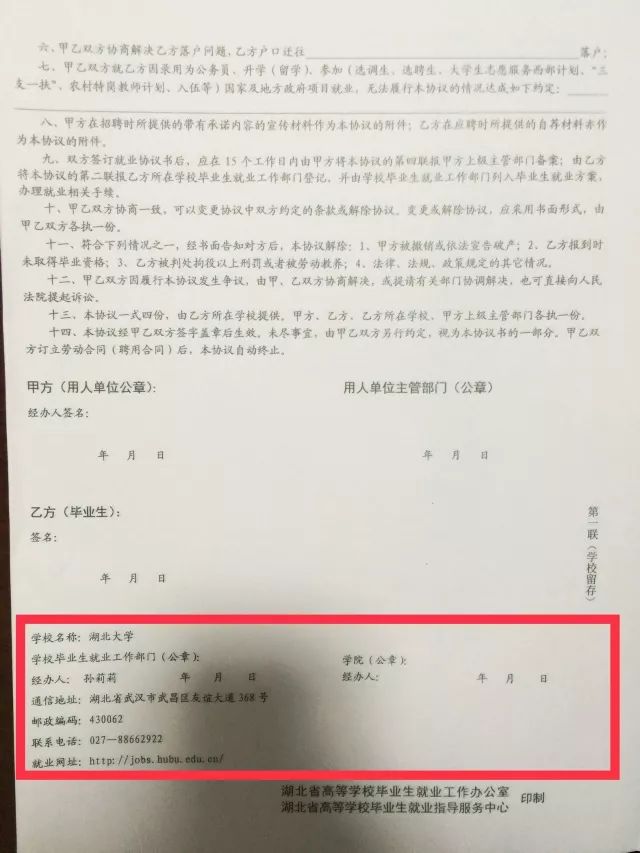 六、甲乙双方协商解决乙方落户问题,乙方户口迁往 落户;
七、甲乙双方就乙方因录用为公务员、升学(留学)、参加(选调生、选聘生、大学生志愿服务西部计划、“三
支一扶”、农村特岗教师计划、入伍等)国家及地方政府项目就业,无法履行本协议的情况达成如下约定:
八、甲方在招聘时所提供的带有承诺内容的宣传材料作为本协议的附件;乙方在应聘时所提供的自荐材料亦作
为本协议的附件。
九、双方签订就业协议书后,应在15个工作日内由甲方将本协议的第四联报甲方上级主管部门备案;由乙方
将本协议的第二联报乙方所在学校毕业生就业工作部门登记,并由学校毕业生就业工作部门列入毕业生就业方案,
办理就业相关手续。
十、甲乙双方协商一致,可以变更协议中双方约定的条款或解除协议。变更或解除协议,应采用书面形式,由
甲乙双方各执一份。
十一、符合下列情况之一,经书面告知对方后,本协议解除:1、甲方被撤销或依法宣告破产;2、乙方报到时
未取得毕业资格;3、乙方被判处拘役以上刑罚或者被劳动教养;4、法律、法规、政策规定的其它情况。
十二、甲乙双方因履行本协议发生争议,由甲、乙双方协商解决,或提请有关部门协调解决,也可直接向人民
法院提起诉讼。
十三、本协议一式四份,由乙方所在学校提供。甲方、乙方、乙方所在学校、甲方上级主管部门各执一份。
十四、本协议经甲乙双方签字盖章后生效。未尽事宜,由甲乙双方另行约定,视为本协议书的一部分。甲乙双
方订立劳动合同(聘用合同)后,本协议自动终止。
甲方(用人单位公章): 用人单位主管部门(公章)
经办人签名:
年 月 日 年 月 日
乙方(毕业生):
签名:
年 月 日
第一联(学校留存)
学校名称:湖北大学
学校毕业生就业工作部门(公章): 学院(公章):
经办人:孙莉莉 年 月 日 经办人: 年 月 日
通信地址:湖北省武汉市武昌区友谊大道368号
邮政编码:430062
联系电话:027—88662922
就业网址:http://jobs.hubu.edu.cn/
湖北省高等学校毕业生就业工作办公室
湖北省高等学校毕业生就业指导服务中心 印制